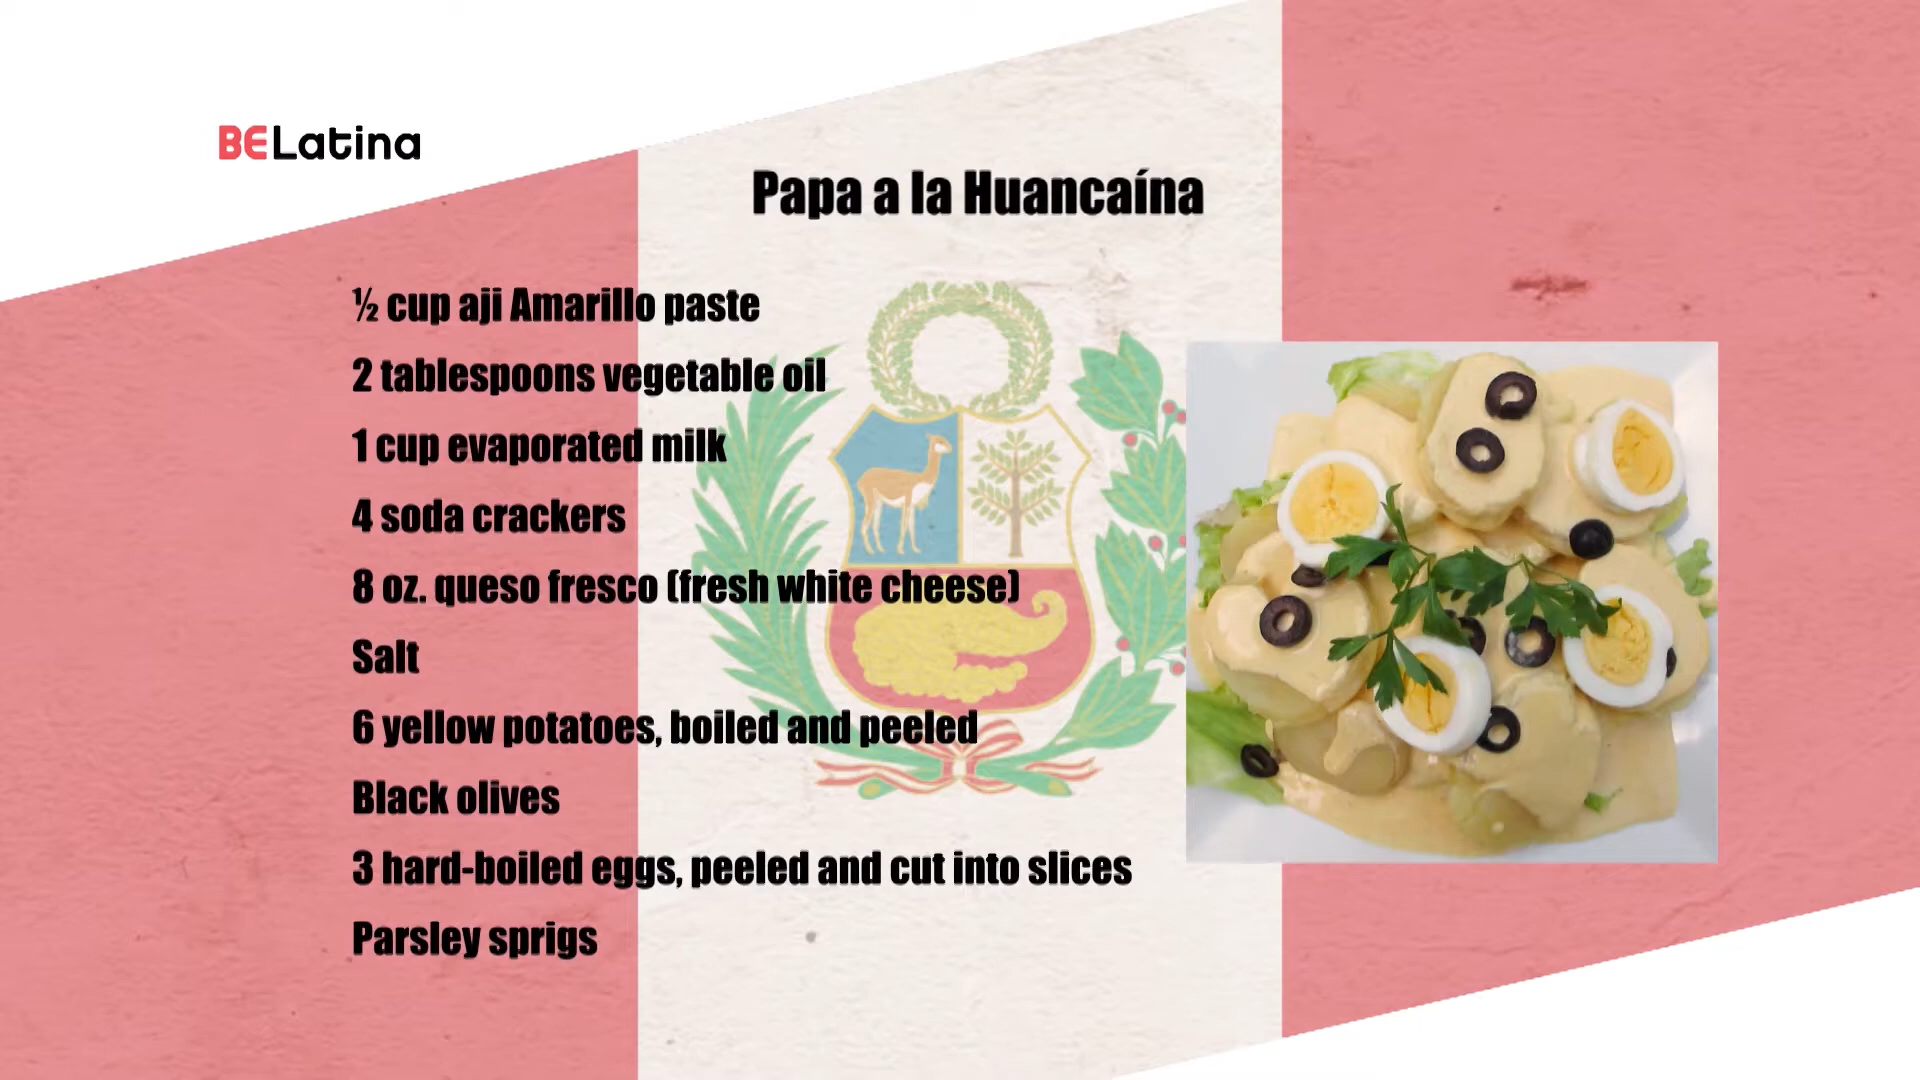 BELatina
Papa a la Huancaína
½ cup aji Amarillo paste
2 tablespoons vegetable oil
1 cup evaporated milk
4 soda crackers
8 oz. queso fresco (fresh white cheese)
Salt
6 yellow potatoes, boiled and peeled
Black olives
3 hard-boiled eggs, peeled and cut into slices
Parsley sprigs